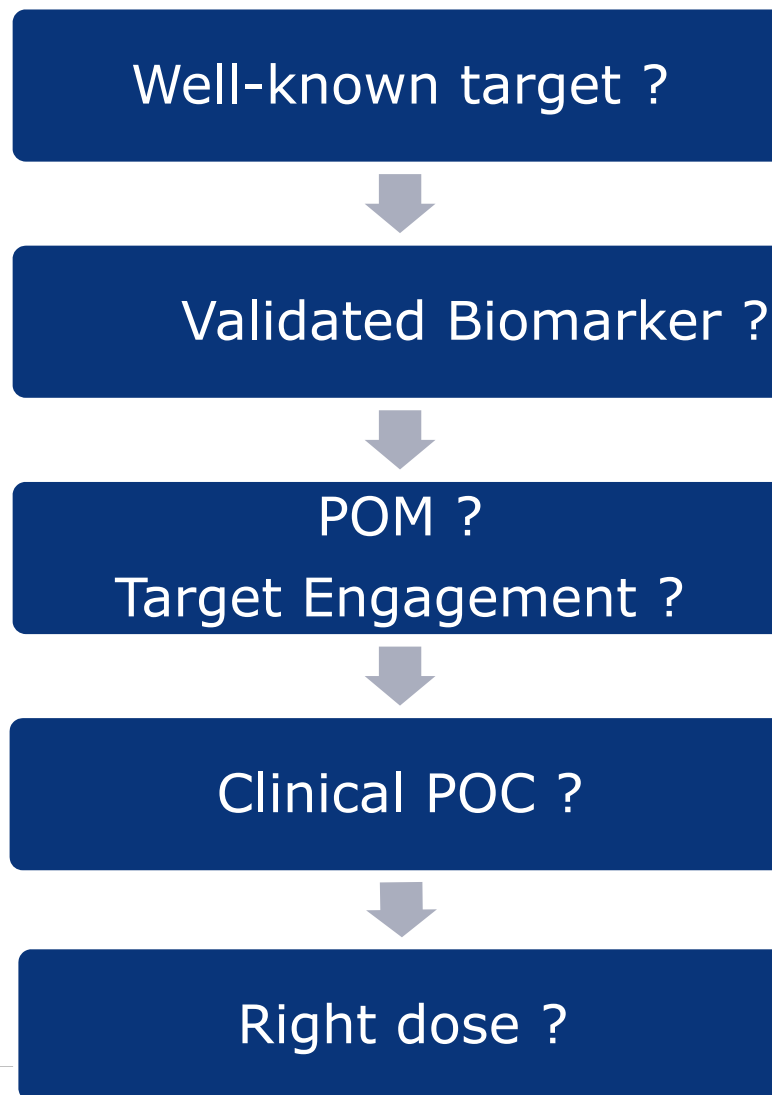 Well-known target ?
Validated Biomarker ?
POM ?
Target Engagement ?
Clinical POC ?
Right dose ?